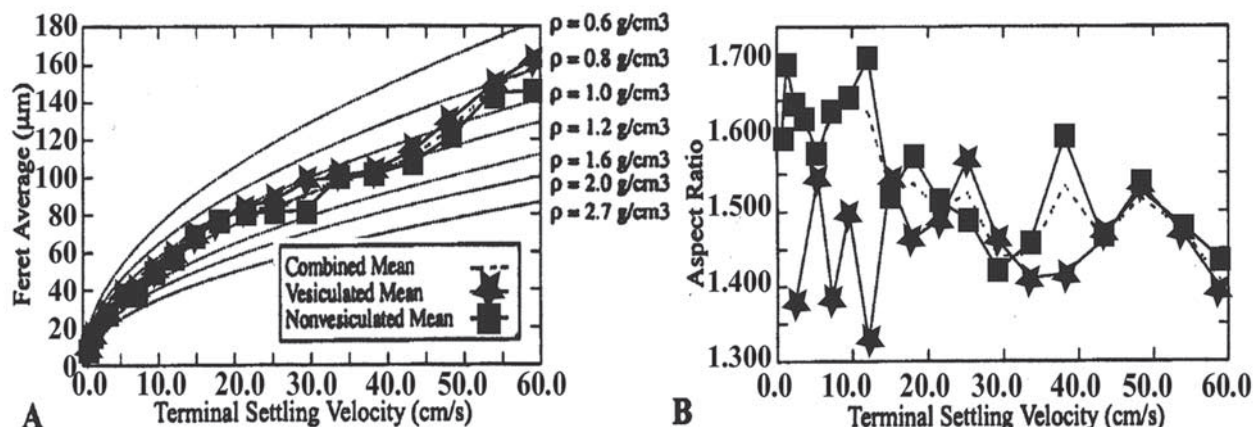 180
160
140
120
100
80
60
40
20
0
Feret Average (µm)
0.0 10.0 20.0 30.0 40.0 50.0 60.0
Terminal Settling Velocity (cm/s)
ρ = 0.6 g/cm3
ρ = 0.8 g/cm3
ρ = 1.0 g/cm3
ρ = 1.2 g/cm3
ρ = 1.6 g/cm3
ρ = 2.0 g/cm3
ρ = 2.7 g/cm3
Combined Mean
Vesiculated Mean
Nonvesiculated Mean
A
1.700
1.600
1.500
1.400
1.300
Aspect Ratio
0.0 10.0 20.0 30.0 40.0 50.0 60.0
Terminal Settling Velocity (cm/s)
B